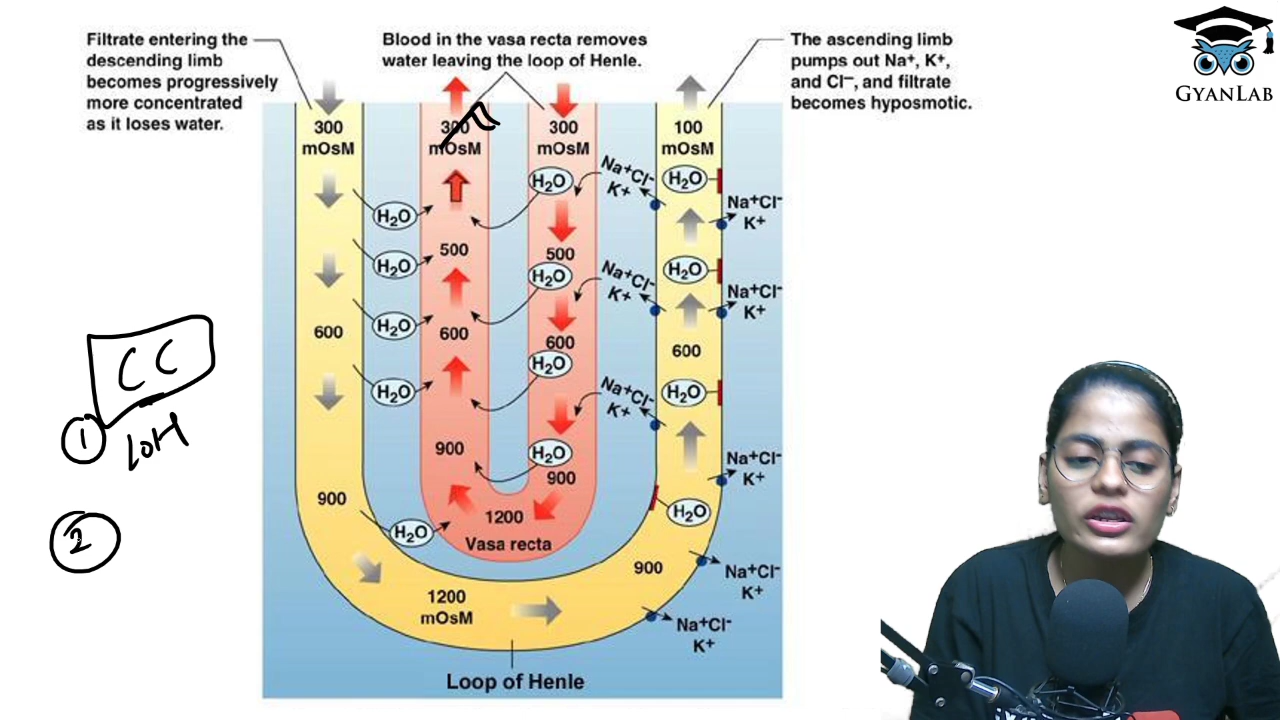 Filtrate entering the
descending limb
becomes progressively
more concentrated
as it loses water.
Blood in the vasa recta removes
water leaving the loop of Henle.
The ascending limb
pumps out Na⁺, K⁺,
and Cl⁻, and filtrate
becomes hyposmotic.
GYANLAB
300
mOsM
300
mOsM
300
mOsM
100
mOsM
H₂O
H₂O
H₂O
H₂O
H₂O
600
900
1200
mOsM
500
600
900
1200
Vasa recta
H₂O
500
H₂O
600
H₂O
H₂O
900
Na⁺Cl⁻
K⁺
Na⁺Cl⁻
K⁺
Na⁺Cl⁻
K⁺
H₂O
H₂O
600
H₂O
H₂O
900
Na⁺Cl⁻
K⁺
Na⁺Cl⁻
K⁺
Na⁺Cl⁻
K⁺
Na⁺Cl⁻
K⁺
Na⁺Cl⁻
K⁺
Loop of Henle
CC
1
LOH
2